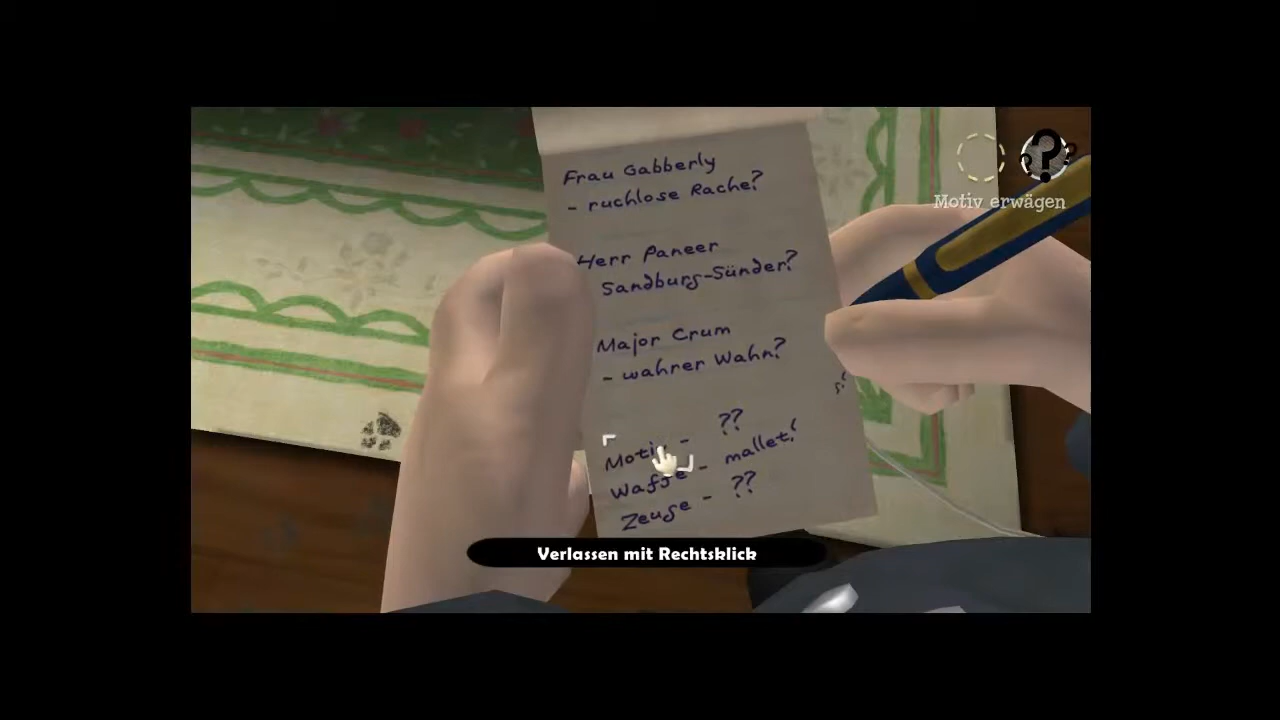 Frau Gabberly
- ruchlose Rache?
Herr Paneer
Sandburg-Sünder?
Major Crum
- wahrer Wahn?
Motiv - ??
Waffe - mallet!
Zeuge - ??
Motiv erwägen
Verlassen mit Rechtsklick